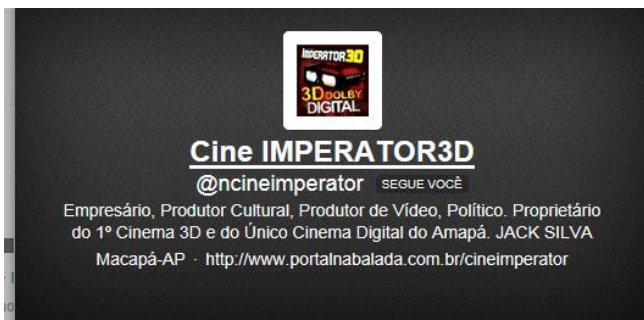 IMPERATOR3D
3D DOLBY
DIGITAL
Cine IMPERATOR3D
@ncineimperator SEGUE VOCÊ
Empresário, Produtor Cultural, Produtor de Vídeo, Político. Proprietário
do 1º Cinema 3D e do Único Cinema Digital do Amapá. JACK SILVA
Macapá-AP · http://www.portalnabalada.com.br/cineimperator